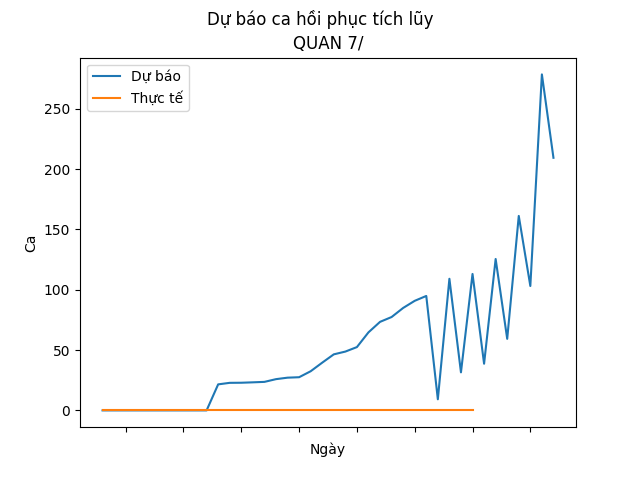 Dự báo ca hồi phục tích lũy
QUAN 7/
Dự báo
Thực tế
250
200
150
100
50
0
Ca
Ngày